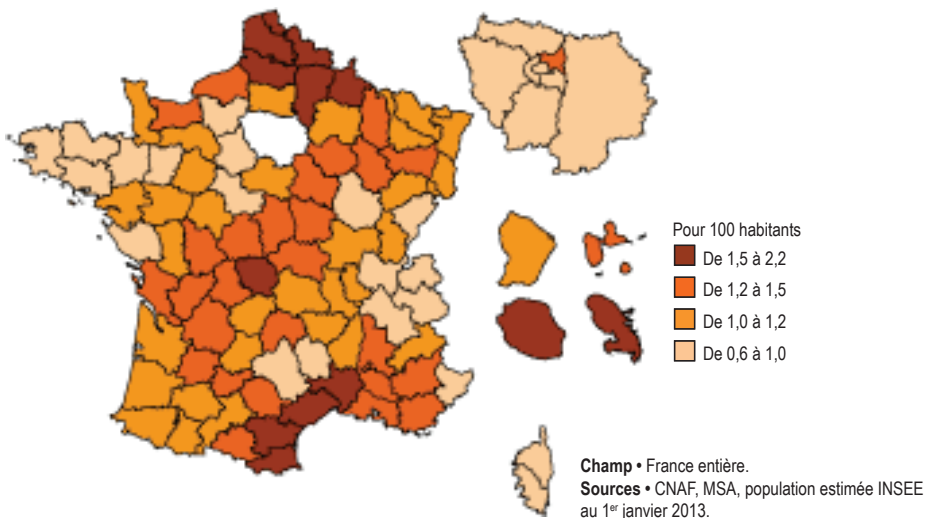 Pour 100 habitants
De 1,5 à 2,2
De 1,2 à 1,5
De 1,0 à 1,2
De 0,6 à 1,0
Champ • France entière.
Sources • CNAF, MSA, population estimée INSEE
au 1er janvier 2013.